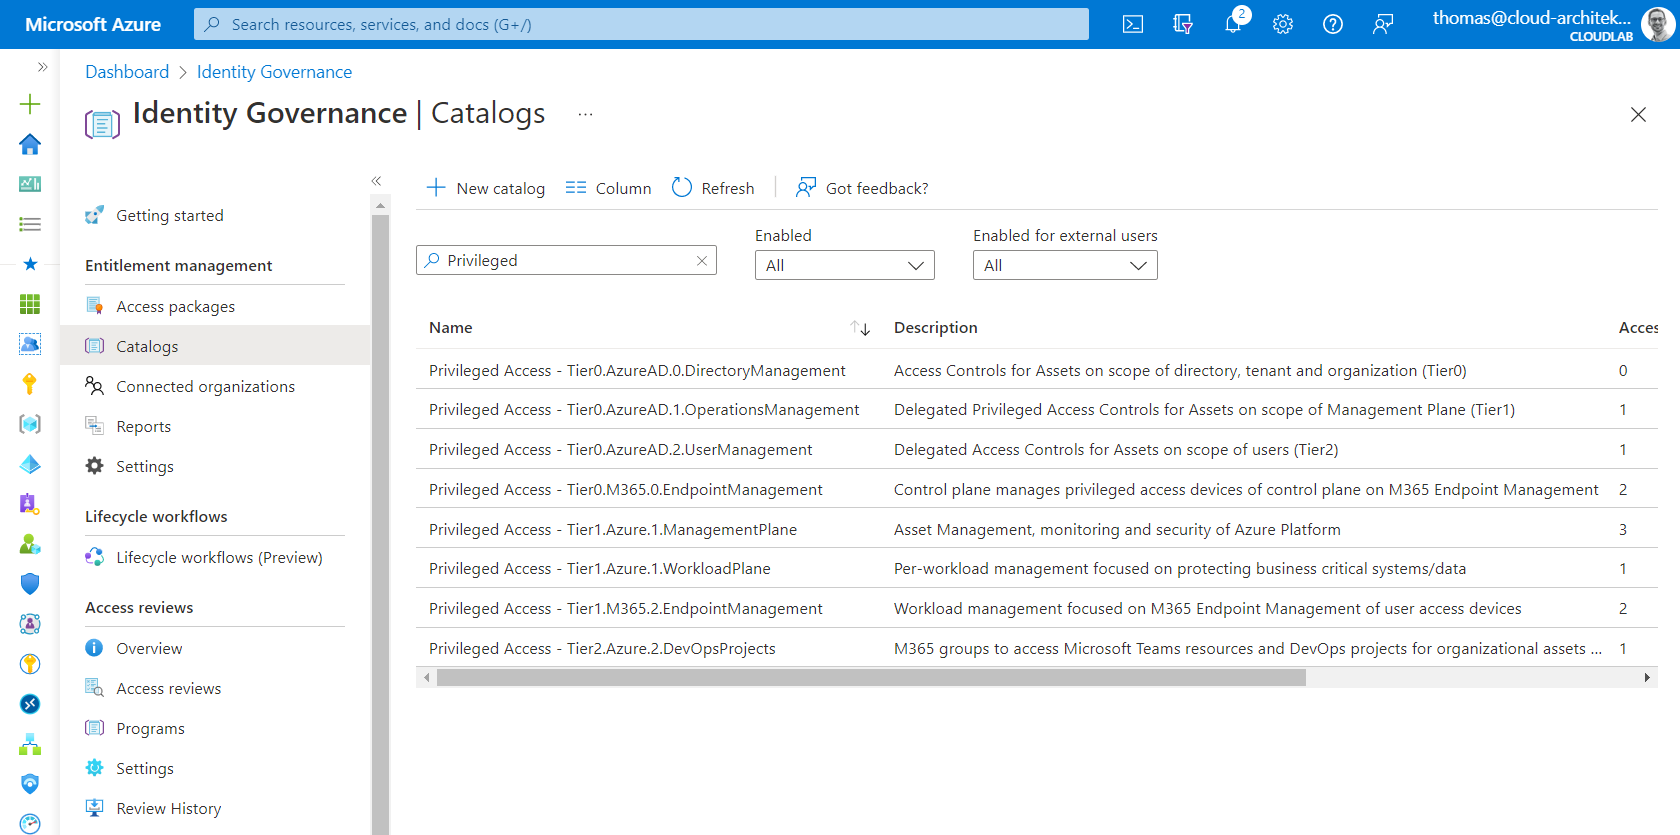 Microsoft Azure
Search resources, services, and docs (G+/)
2
thomas@cloud-architek...
CLOUDLAB
Dashboard > Identity Governance
Identity Governance | Catalogs ...
Getting started
Entitlement management
Access packages
Catalogs
Connected organizations
Reports
Settings
Lifecycle workflows
Lifecycle workflows (Preview)
Access reviews
Overview
Access reviews
Programs
Settings
Review History
New catalog Column Refresh Got feedback?
Privileged
Enabled
All
Enabled for external users
All
Name Description Acces
Privileged Access - Tier0.AzureAD.0.DirectoryManagement Access Controls for Assets on scope of directory, tenant and organization (Tier0) 0
Privileged Access - Tier0.AzureAD.1.OperationsManagement Delegated Privileged Access Controls for Assets on scope of Management Plane (Tier1) 1
Privileged Access - Tier0.AzureAD.2.UserManagement Delegated Access Controls for Assets on scope of users (Tier2) 1
Privileged Access - Tier0.M365.0.EndpointManagement Control plane manages privileged access devices of control plane on M365 Endpoint Management 2
Privileged Access - Tier1.Azure.1.ManagementPlane Asset Management, monitoring and security of Azure Platform 3
Privileged Access - Tier1.Azure.1.WorkloadPlane Per-workload management focused on protecting business critical systems/data 1
Privileged Access - Tier1.M365.2.EndpointManagement Workload management focused on M365 Endpoint Management of user access devices 2
Privileged Access - Tier2.Azure.2.DevOpsProjects M365 groups to access Microsoft Teams resources and DevOps projects for organizational assets ... 1